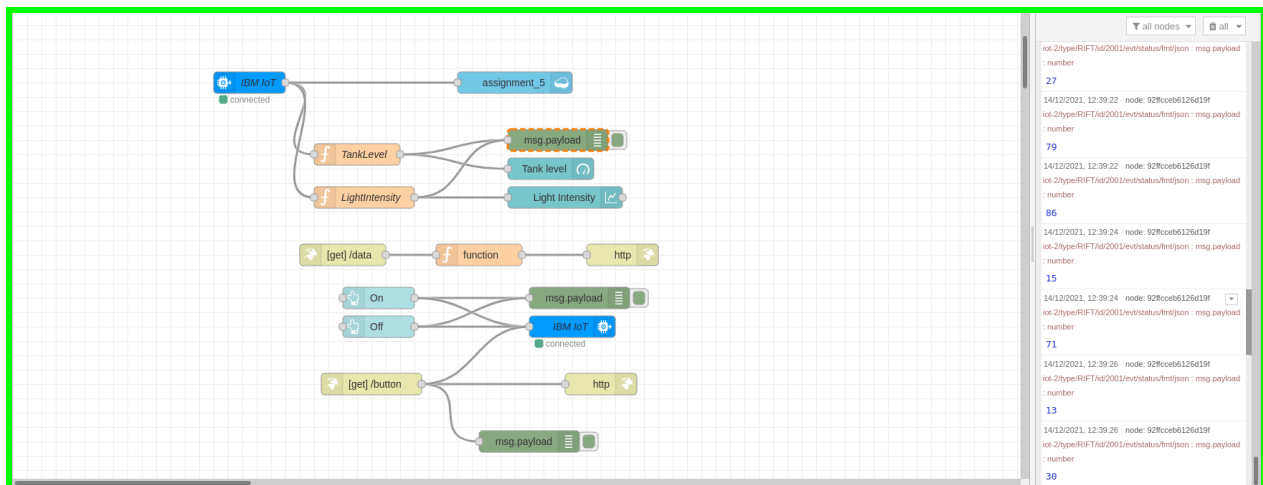 all nodes
all
IBM IoT
assignment_5
connected
msg.payload
TankLevel
Tank level
LightIntensity
Light Intensity
[get] /data
function
http
On
msg.payload
Off
IBM IoT
connected
[get] /button
http
msg.payload
iot-2/type/RIFT/id/2001/evt/status/fmt/json : msg.payload
: number
27
14/12/2021, 12:39:22 node: 92ffcceb6126d19f
iot-2/type/RIFT/id/2001/evt/status/fmt/json : msg.payload
: number
79
14/12/2021, 12:39:22 node: 92ffcceb6126d19f
iot-2/type/RIFT/id/2001/evt/status/fmt/json : msg.payload
: number
86
14/12/2021, 12:39:24 node: 92ffcceb6126d19f
iot-2/type/RIFT/id/2001/evt/status/fmt/json : msg.payload
: number
15
14/12/2021, 12:39:24 node: 92ffcceb6126d19f
iot-2/type/RIFT/id/2001/evt/status/fmt/json : msg.payload
: number
71
14/12/2021, 12:39:26 node: 92ffcceb6126d19f
iot-2/type/RIFT/id/2001/evt/status/fmt/json : msg.payload
: number
13
14/12/2021, 12:39:26 node: 92ffcceb6126d19f
iot-2/type/RIFT/id/2001/evt/status/fmt/json : msg.payload
: number
30